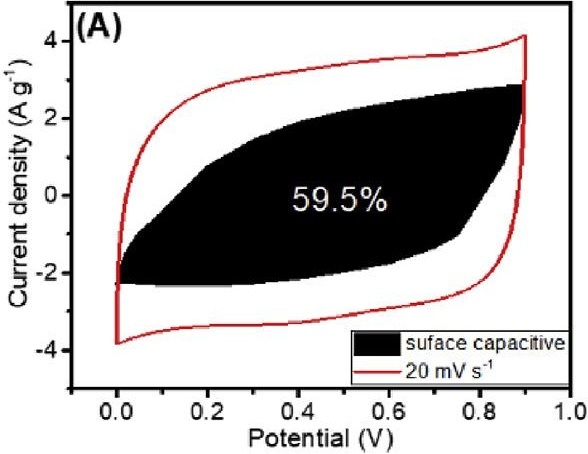 (A)
Current density (A g⁻¹)
4
2
0
-2
-4
59.5%
suface capacitive
20 mV s⁻¹
0.0 0.2 0.4 0.6 0.8 1.0
Potential (V)